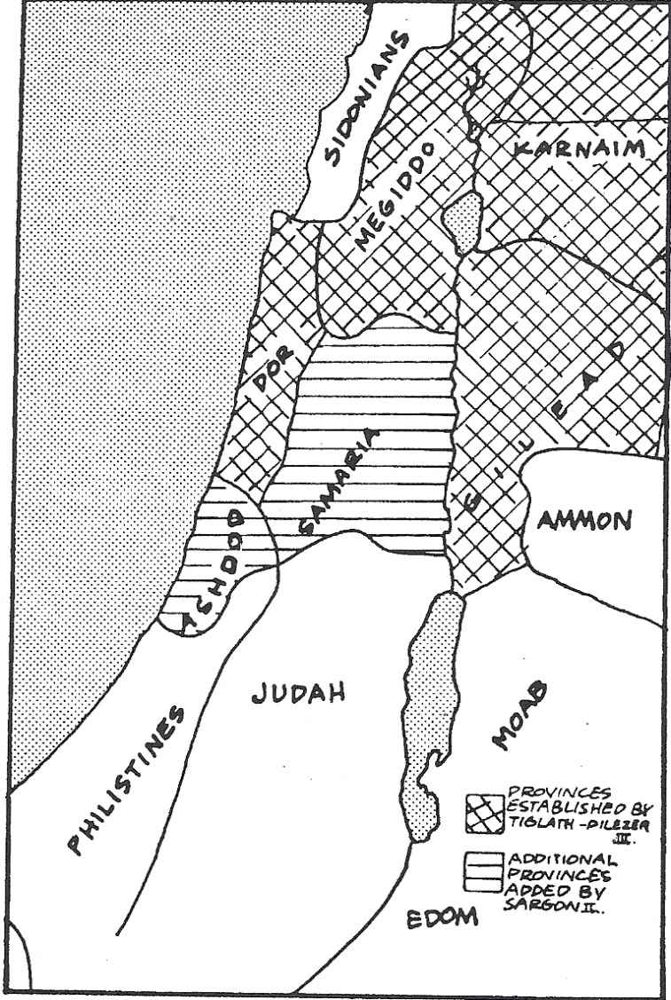 SIDONIANS
KARNAIM
MEGIDDO
DOR
GILEAD
SAMARIA
AMMON
ASHDOD
JUDAH
MOAB
PHILISTINES
PROVINCES
ESTABLISHED BY
TIGLATH-PILEZER
III.
ADDITIONAL
PROVINCES
ADDED BY
SARGON II.
EDOM